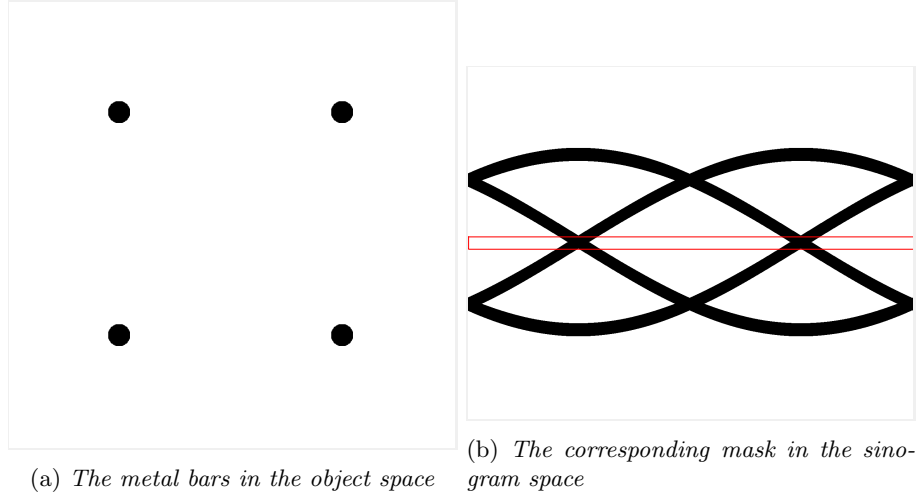 (a) The metal bars in the object space
(b) The corresponding mask in the sino-
gram space